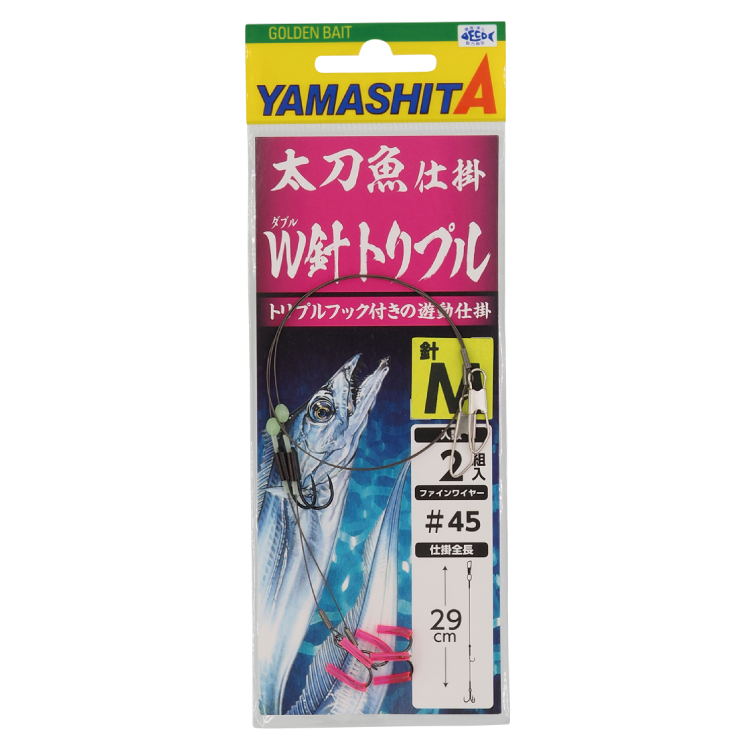 GOLDEN BAIT
ECO
YAMASHITA
太刀魚仕掛
ダブル
W針トリプル
トリプルフック付きの遊動仕掛
針
M
2組入
ファインワイヤー
#45
仕掛全長
29
cm